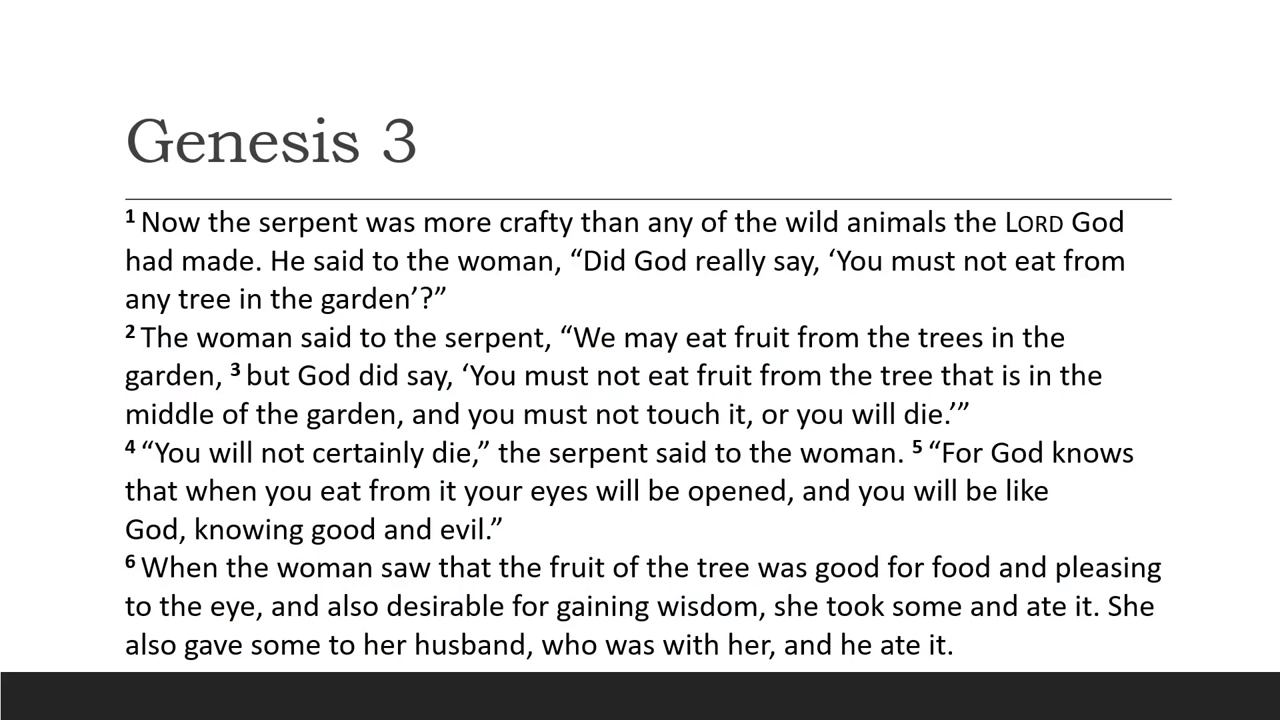 Genesis 3
1 Now the serpent was more crafty than any of the wild animals the LORD God
had made. He said to the woman, “Did God really say, ‘You must not eat from
any tree in the garden’?”
2 The woman said to the serpent, “We may eat fruit from the trees in the
garden, 3 but God did say, ‘You must not eat fruit from the tree that is in the
middle of the garden, and you must not touch it, or you will die.’”
4 “You will not certainly die,” the serpent said to the woman. 5 “For God knows
that when you eat from it your eyes will be opened, and you will be like
God, knowing good and evil.”
6 When the woman saw that the fruit of the tree was good for food and pleasing
to the eye, and also desirable for gaining wisdom, she took some and ate it. She
also gave some to her husband, who was with her, and he ate it.